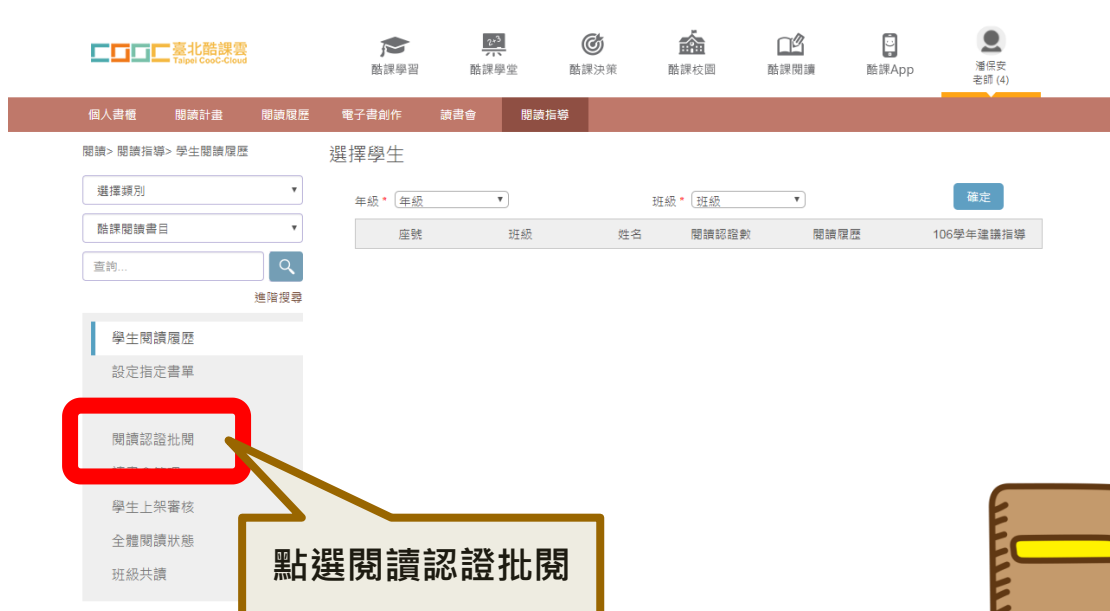 臺北酷課雲
Taipei CooC-Cloud
酷課學習
2+3
酷課學堂
酷課決策
酷課校園
酷課閱讀
酷課App
潘保安
老師 (4)
個人書櫃 閱讀計畫 閱讀履歷 電子書創作 讀書會 閱讀指導
閱讀> 閱讀指導> 學生閱讀履歷
選擇類別
酷課閱讀書目
查詢...
進階搜尋
學生閱讀履歷
設定指定書單
閱讀認證批閱
學生上架審核
全體閱讀狀態
班級共讀
選擇學生
年級 * 年級 班級 * 班級 確定
座號 班級 姓名 閱讀認證數 閱讀履歷 106學年建議指導
點選閱讀認證批閱